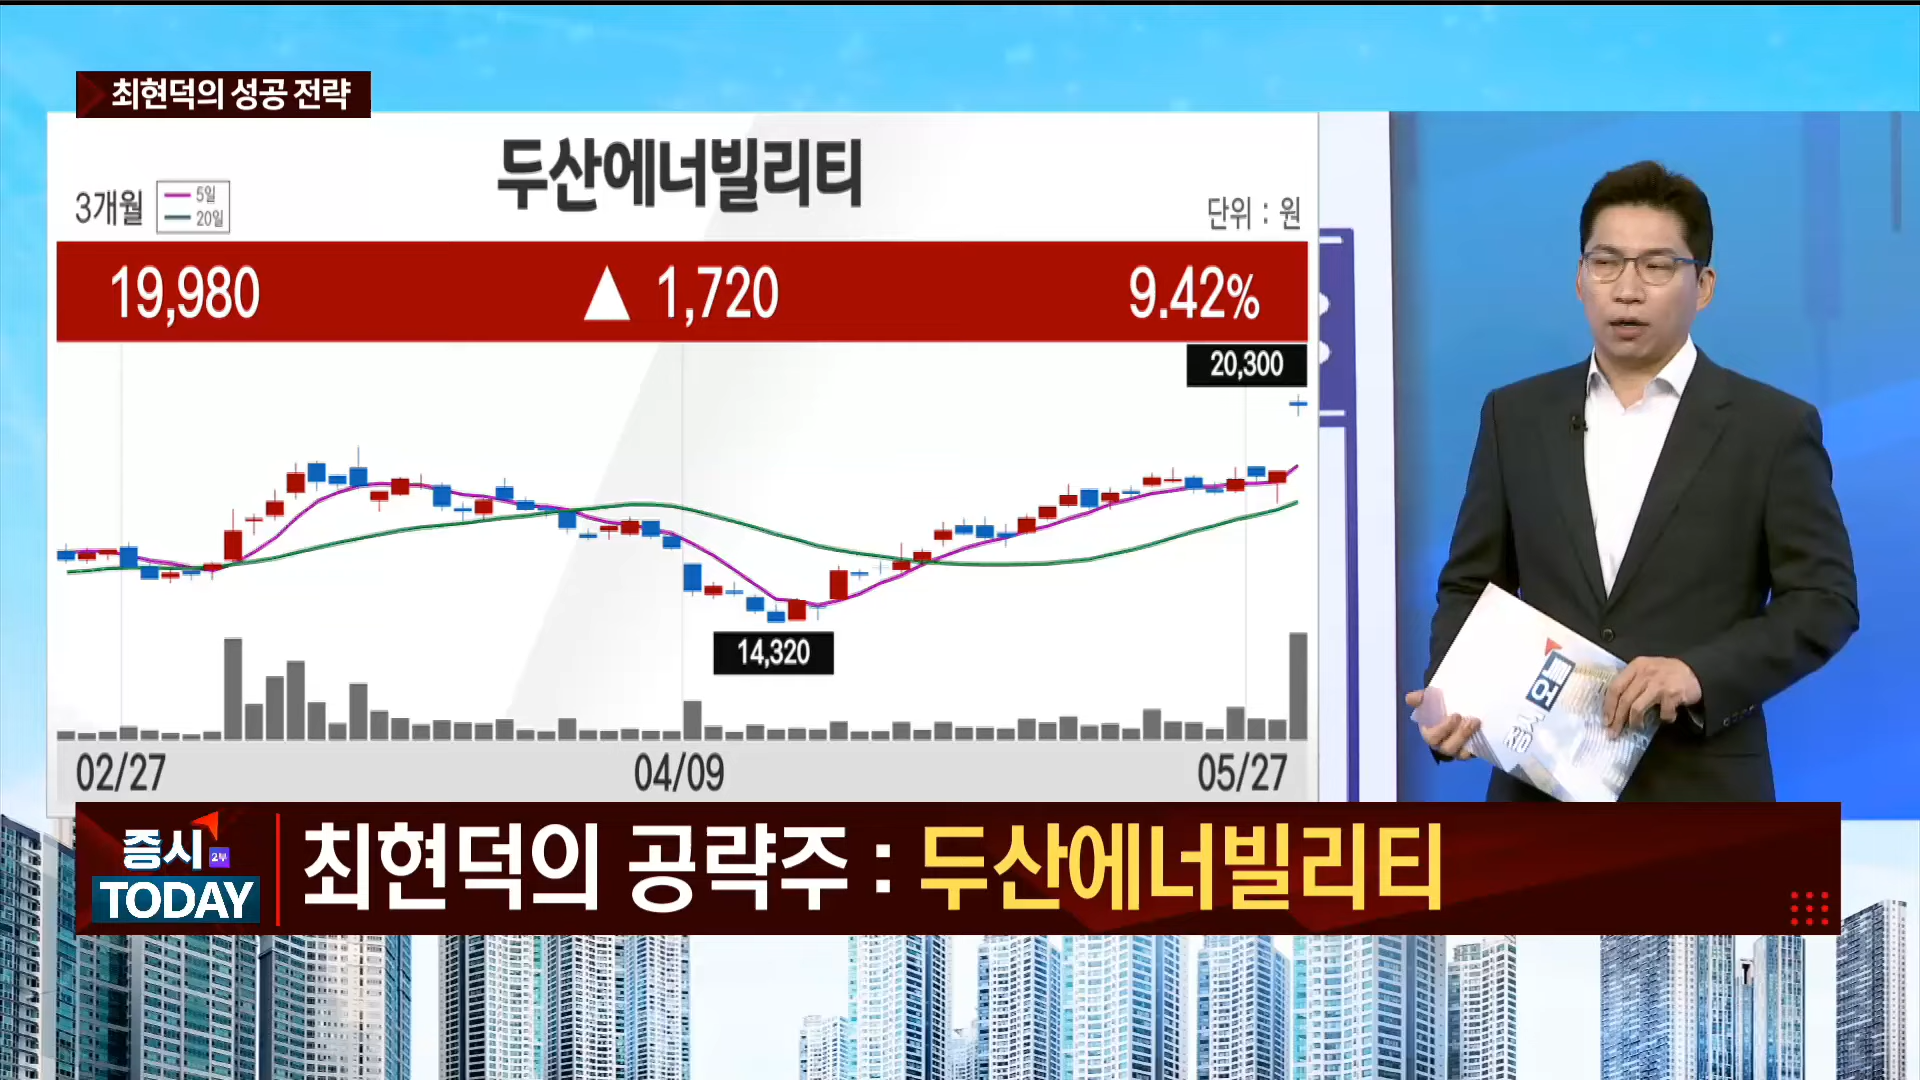 최현덕의 성공 전략
두산에너빌리티
3개월
5일
20일
단위 : 원
19,980 ▲ 1,720 9.42%
20,300
14,320
02/27 04/09 05/27
증시 2부
TODAY
최현덕의 공략주 : 두산에너빌리티